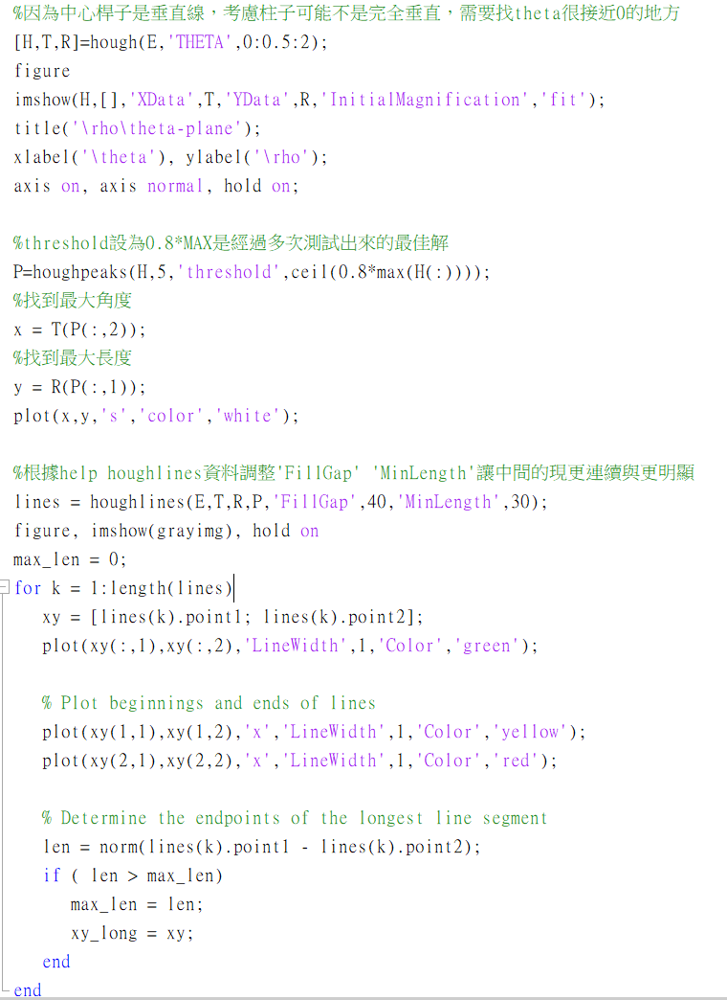 %因為中心桿子是垂直線，考慮柱子可能不是完全垂直，需要找theta很接近0的地方
[H,T,R]=hough(E,'THETA',0:0.5:2);
figure
imshow(H,[],'XData',T,'YData',R,'InitialMagnification','fit');
title('\rho\theta-plane');
xlabel('\theta'), ylabel('\rho');
axis on, axis normal, hold on;
%threshold設為0.8*MAX是經過多次測試出來的最佳解
P=houghpeaks(H,5,'threshold',ceil(0.8*max(H(:))));
%找到最大角度
x = T(P(:,2));
%找到最大長度
y = R(P(:,1));
plot(x,y,'s','color','white');
%根據help houghlines資料調整'FillGap' 'MinLength'讓中間的現更連續與更明顯
lines = houghlines(E,T,R,P,'FillGap',40,'MinLength',30);
figure, imshow(grayimg), hold on
max_len = 0;
for k = 1:length(lines)
xy = [lines(k).point1; lines(k).point2];
plot(xy(:,1),xy(:,2),'LineWidth',1,'Color','green');
% Plot beginnings and ends of lines
plot(xy(1,1),xy(1,2),'x','LineWidth',1,'Color','yellow');
plot(xy(2,1),xy(2,2),'x','LineWidth',1,'Color','red');
% Determine the endpoints of the longest line segment
len = norm(lines(k).point1 - lines(k).point2);
if ( len > max_len)
max_len = len;
xy_long = xy;
end
end